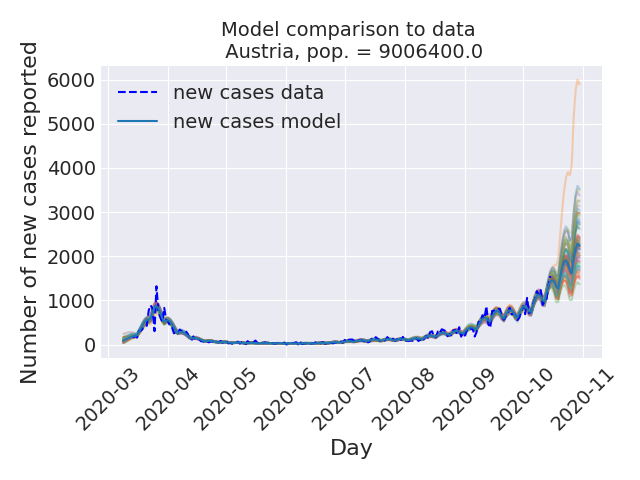 Model comparison to data
Austria, pop. = 9006400.0
Number of new cases reported
6000
5000
4000
3000
2000
1000
0
new cases data
new cases model
2020-03
2020-04
2020-05
2020-06
2020-07
2020-08
2020-09
2020-10
2020-11
Day